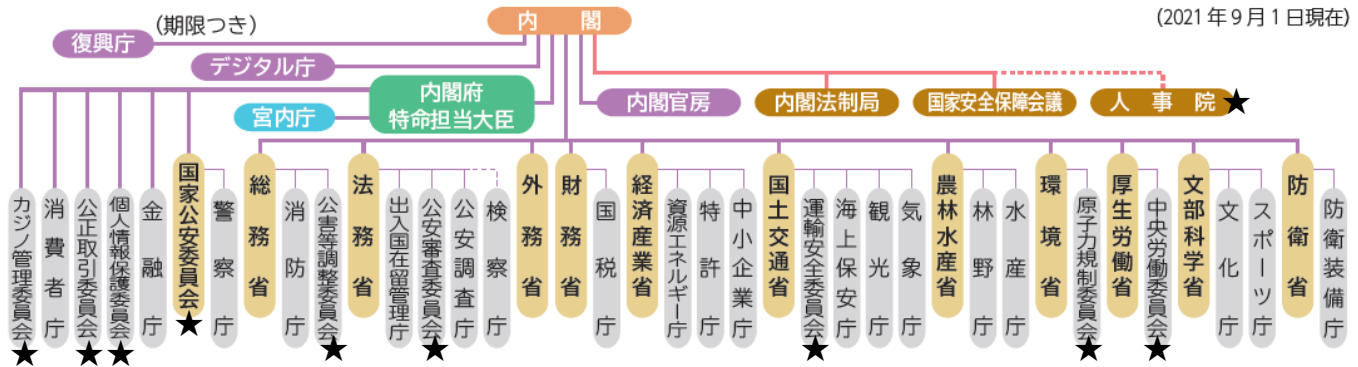 内 閣
(期限つき)
(2021年9月1日現在)
復興庁
デジタル庁
内閣府
特命担当大臣
宮内庁
内閣官房
内閣法制局
国家安全保障会議
人事院★
カジノ管理委員会★
消費者庁
公正取引委員会★
個人情報保護委員会★
金融庁
国家公安委員会★
警察庁
総務省
消防庁
公害等調整委員会★
法務省
出入国在留管理庁
公安審査委員会★
公安調査庁
検察庁
外務省
財務省
国税庁
経済産業省
資源エネルギー庁
特許庁
中小企業庁
国土交通省
運輸安全委員会★
海上保安庁
観光庁
気象庁
農林水産省
林野庁
水産庁
環境省
原子力規制委員会★
厚生労働省
中央労働委員会★
文部科学省
文化庁
スポーツ庁
防衛省
防衛装備庁